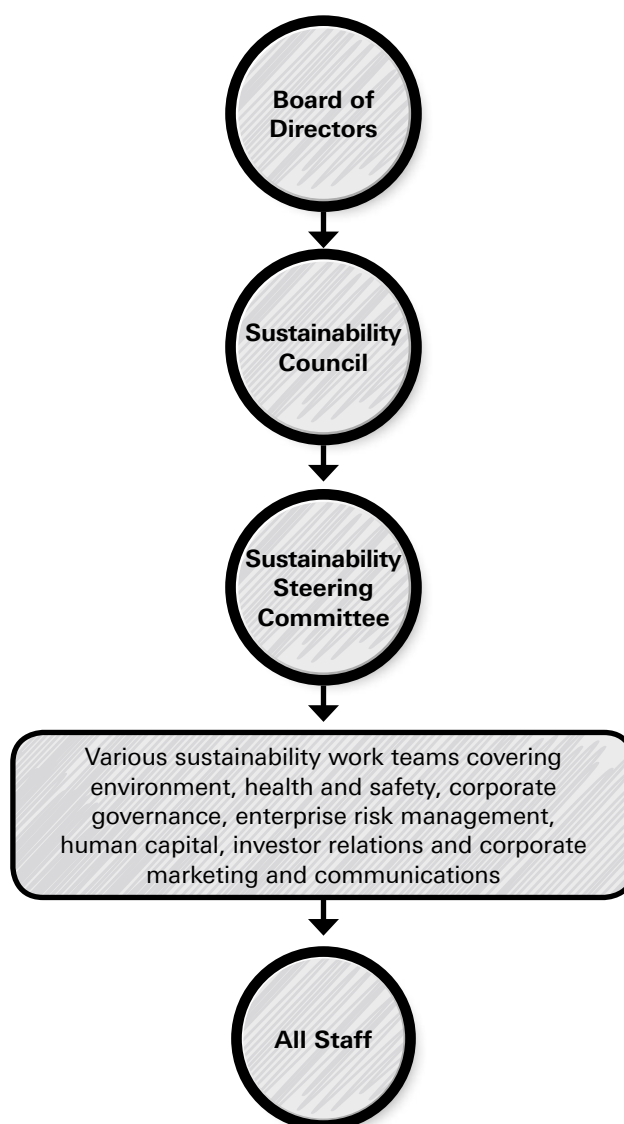 Board of
Directors
Sustainability
Council
Sustainability
Steering
Committee
Various sustainability work teams covering
environment, health and safety, corporate
governance, enterprise risk management,
human capital, investor relations and corporate
marketing and communications
All Staff